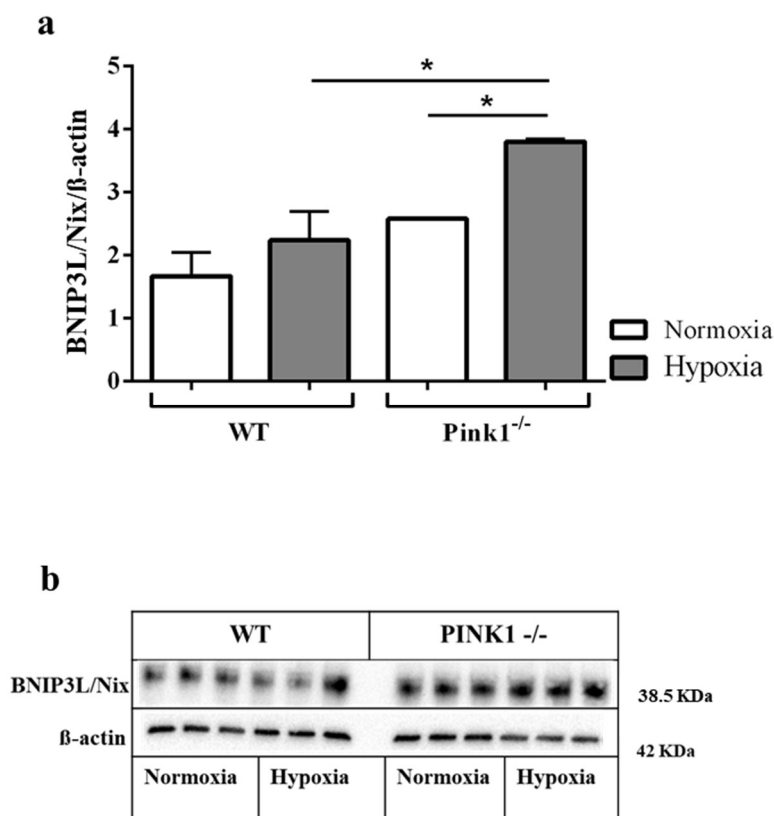 a
BNIP3L/Nix/ß-actin
5
4
3
2
1
0
*
*
Normoxia
Hypoxia
WT
Pink1-/-
b
WT
PINK1 -/-
BNIP3L/Nix
38.5 KDa
ß-actin
42 KDa
Normoxia
Hypoxia
Normoxia
Hypoxia